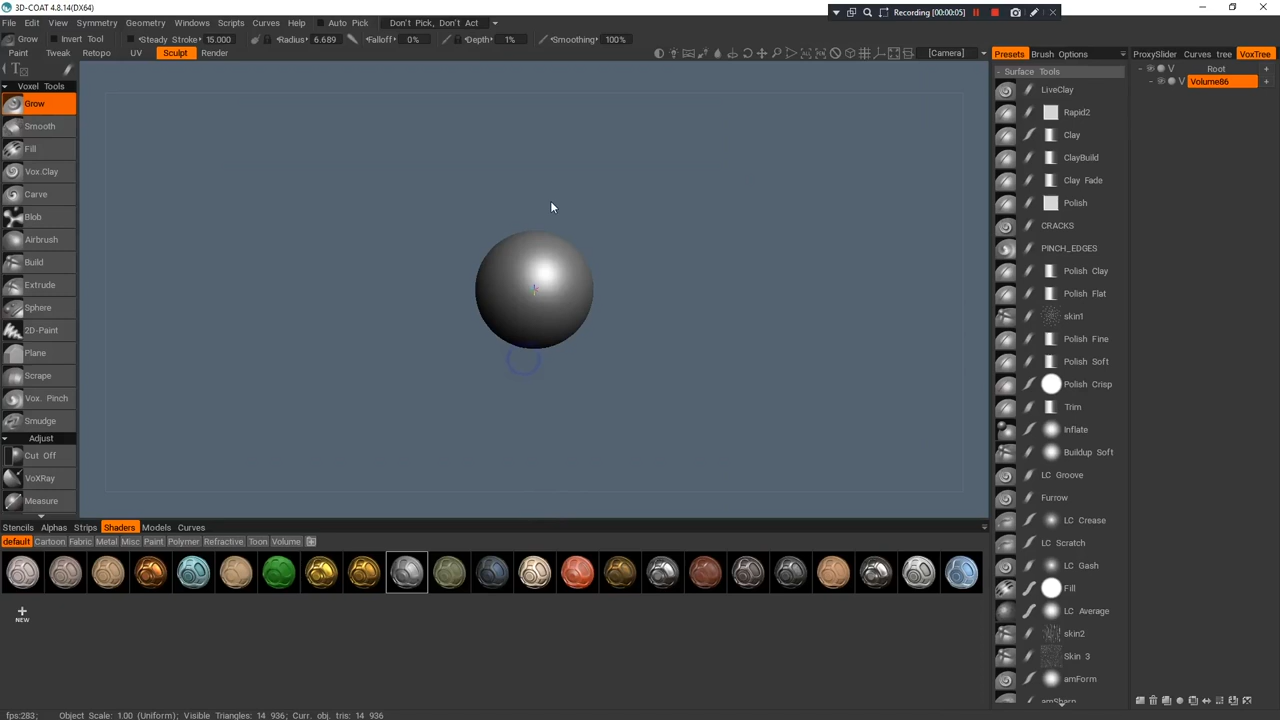 3D-COAT 4.8.14(DX64)
Recording [00:00:05]
File Edit View Symmetry Geometry Windows Scripts Curves Help Auto Pick Don't Pick, Don't Act
Grow Invert Tool Steady Stroke 15.000 Radius 6.689 Falloff 0% Depth 1% Smoothing 100%
Paint Tweak Retopo UV Sculpt Render [Camera] Presets Brush Options ProxySlider Curves tree VoxTree
Voxel Tools
Grow
Smooth
Fill
Vox.Clay
Carve
Blob
Airbrush
Build
Extrude
Sphere
2D-Paint
Plane
Scrape
Vox. Pinch
Smudge
Adjust
Cut Off
VoXRay
Measure
- Surface Tools
LiveClay
Rapid2
Clay
ClayBuild
Clay Fade
Polish
CRACKS
PINCH_EDGES
Polish Clay
Polish Flat
skin1
Polish Fine
Polish Soft
Polish Crisp
Trim
Inflate
Buildup Soft
LC Groove
Furrow
LC Crease
LC Scratch
LC Gash
Fill
LC Average
skin2
Skin 3
amForm
amSharp
V Root +
V Volume86 +
Stencils Alphas Strips Shaders Models Curves
default Cartoon Fabric Metal Misc Paint Polymer Refractive Toon Volume
NEW
fps:283; Object Scale: 1.00 (Uniform); Visible Triangles: 14 936; Curr. obj. tris: 14 936